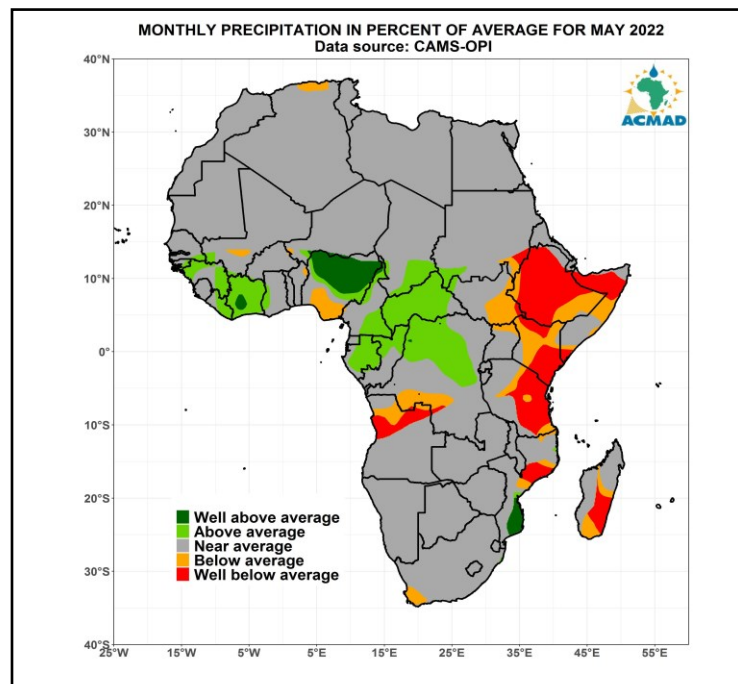 MONTHLY PRECIPITATION IN PERCENT OF AVERAGE FOR MAY 2022
Data source: CAMS-OPI
ACMAD
40°N
30°N
20°N
10°N
0°
10°S
20°S
30°S
40°S
Well above average
Above average
Near average
Below average
Well below average
25°W 15°W 5°W 5°E 15°E 25°E 35°E 45°E 55°E